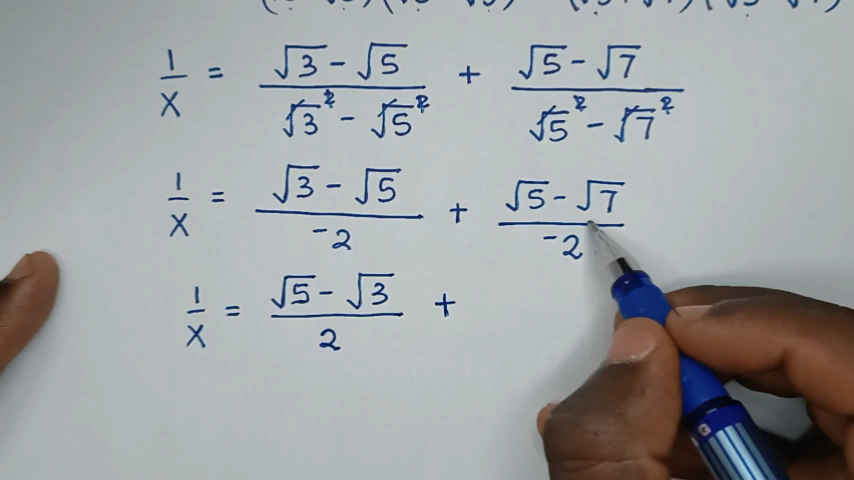 1/X = (√3 - √5)/(√3² - √5²) + (√5 - √7)/(√5² - √7²)
1/X = (√3 - √5)/-2 + (√5 - √7)/-2
1/X = (√5 - √3)/2 +